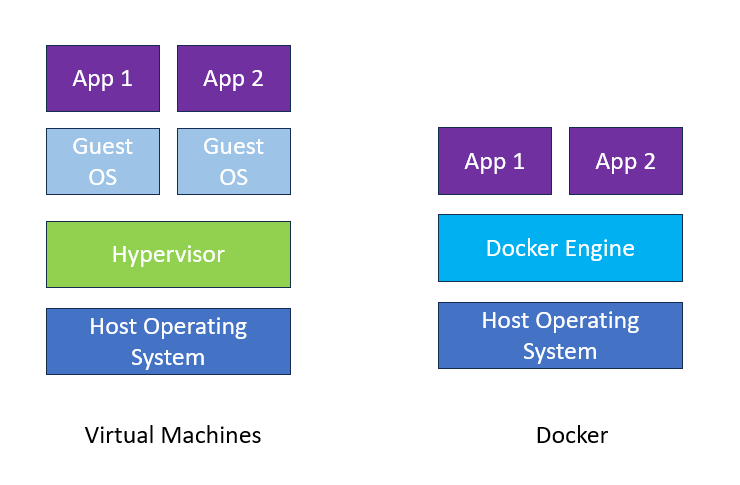 App 1
App 2
Guest
OS
Guest
OS
Hypervisor
Host Operating
System
Virtual Machines
App 1
App 2
Docker Engine
Host Operating
System
Docker